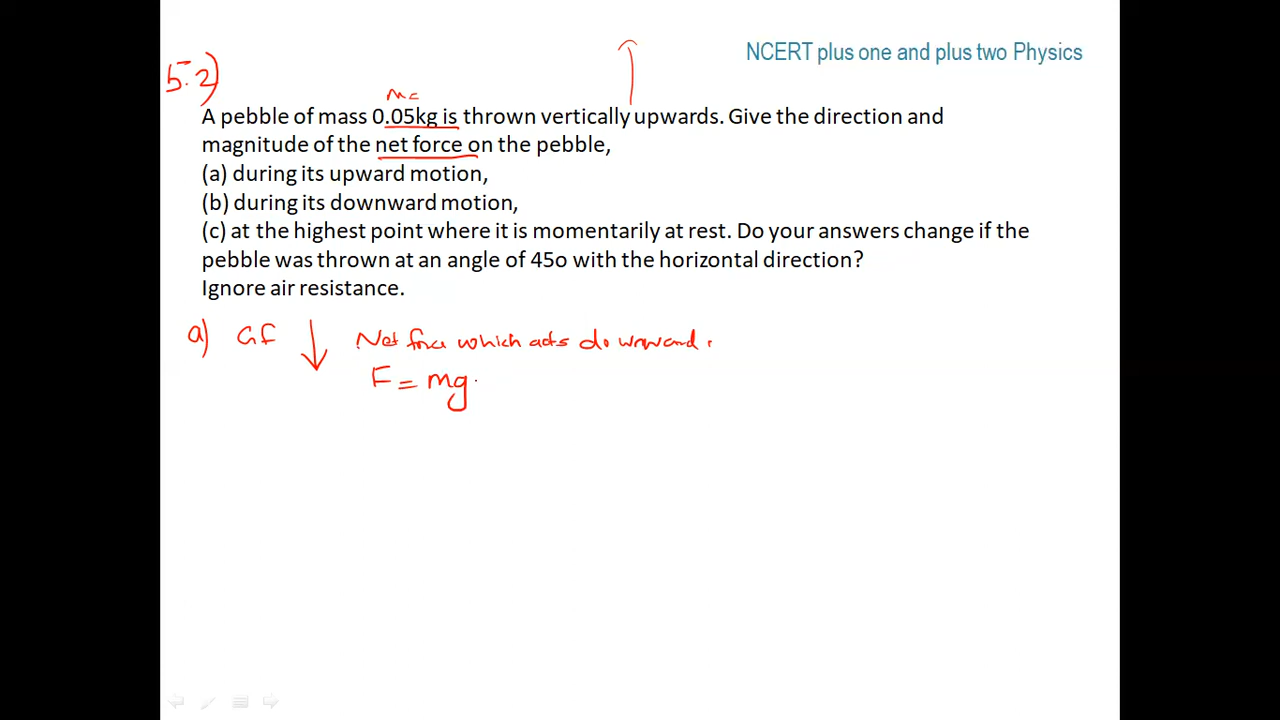 NCERT plus one and plus two Physics
5.2)
m=
A pebble of mass 0.05kg is thrown vertically upwards. Give the direction and
magnitude of the net force on the pebble,
(a) during its upward motion,
(b) during its downward motion,
(c) at the highest point where it is momentarily at rest. Do your answers change if the
pebble was thrown at an angle of 45o with the horizontal direction?
Ignore air resistance.
a) GF ↓ Net force which acts downward.
F = mg.